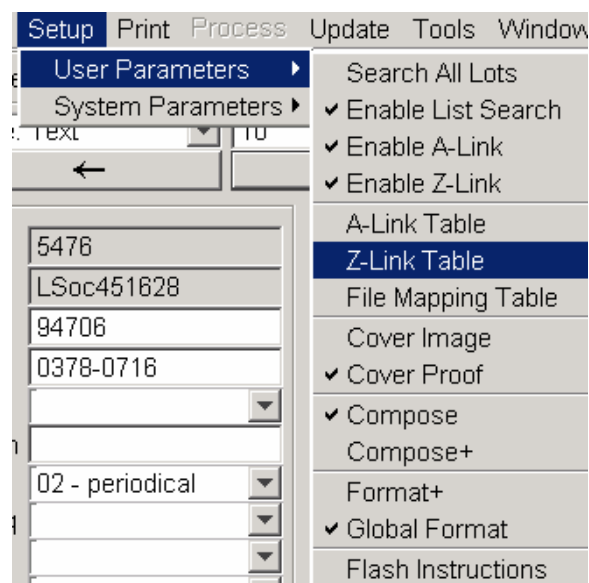 Setup Print Process Update Tools Window
User Parameters
System Parameters
Search All Lots
Enable List Search
Enable A-Link
Enable Z-Link
A-Link Table
Z-Link Table
File Mapping Table
Cover Image
Cover Proof
Compose
Compose+
Format+
Global Format
Flash Instructions
5476
LSoc451628
94706
0378-0716
02 - periodical